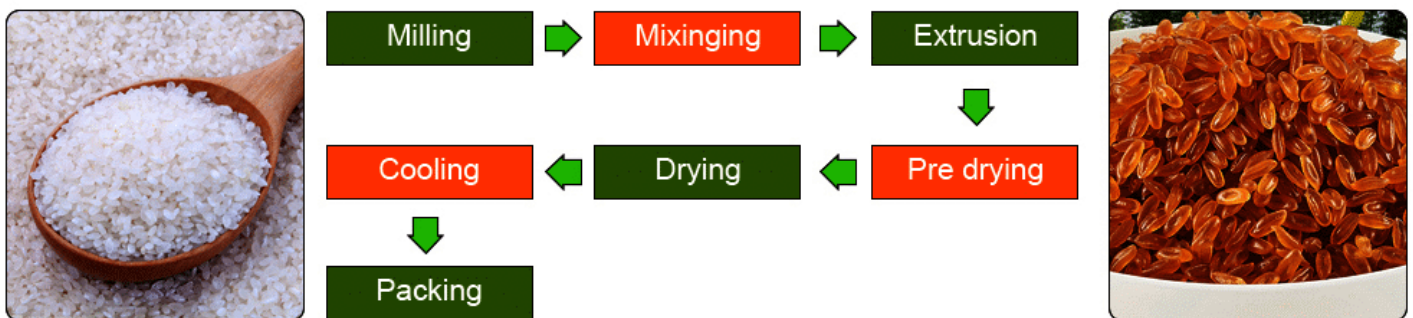 Milling
Mixinging
Extrusion
Pre drying
Drying
Cooling
Packing